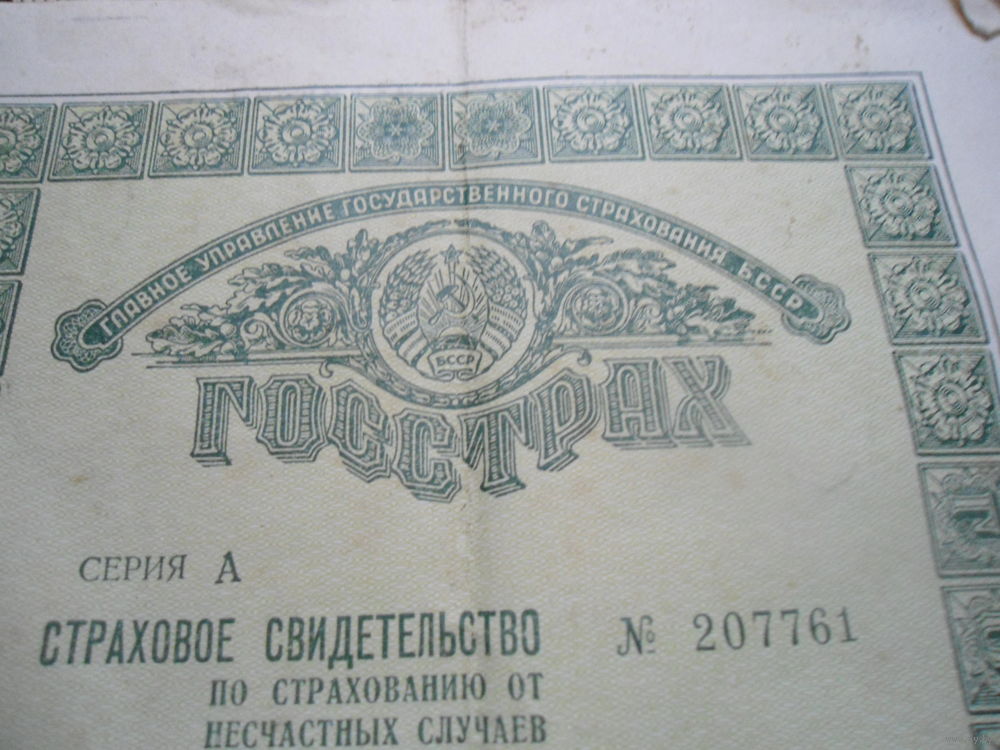 ГЛАВНОЕ УПРАВЛЕНИЕ ГОСУДАРСТВЕННОГО СТРАХОВАНИЯ БССР
БССР
ГОССТРАХ
СЕРИЯ А
СТРАХОВОЕ СВИДЕТЕЛЬСТВО
№ 207761
ПО СТРАХОВАНИЮ ОТ
НЕСЧАСТНЫХ СЛУЧАЕВ